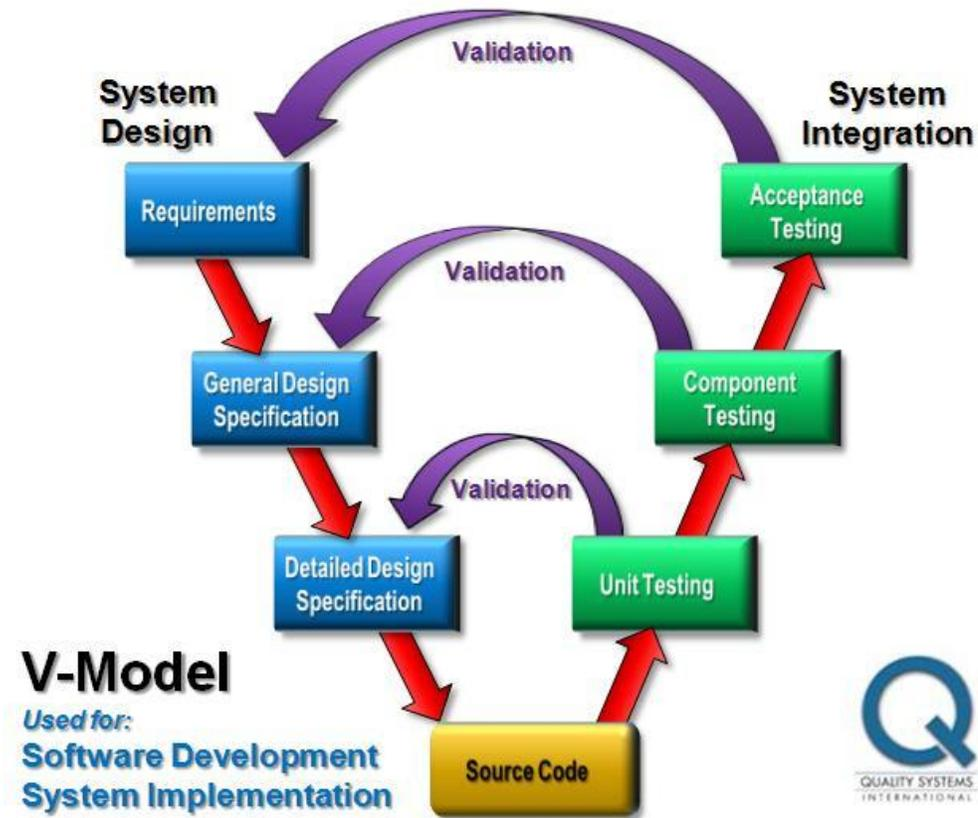 Validation
System
Design
System
Integration
Requirements
Acceptance
Testing
Validation
General Design
Specification
Component
Testing
Validation
Detailed Design
Specification
Unit Testing
V-Model
Used for:
Software Development
System Implementation
Source Code
QUALITY SYSTEMS
INTERNATIONAL